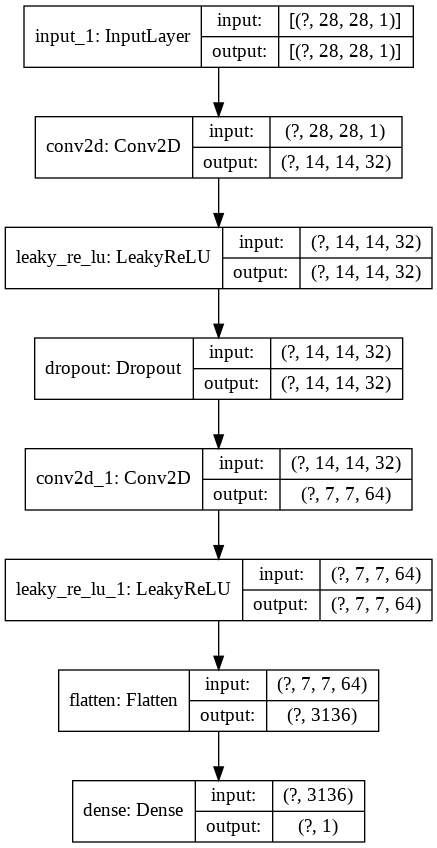 input_1: InputLayer
input:
[(?, 28, 28, 1)]
output:
[(?, 28, 28, 1)]
conv2d: Conv2D
input:
(?, 28, 28, 1)
output:
(?, 14, 14, 32)
leaky_re_lu: LeakyReLU
input:
(?, 14, 14, 32)
output:
(?, 14, 14, 32)
dropout: Dropout
input:
(?, 14, 14, 32)
output:
(?, 14, 14, 32)
conv2d_1: Conv2D
input:
(?, 14, 14, 32)
output:
(?, 7, 7, 64)
leaky_re_lu_1: LeakyReLU
input:
(?, 7, 7, 64)
output:
(?, 7, 7, 64)
flatten: Flatten
input:
(?, 7, 7, 64)
output:
(?, 3136)
dense: Dense
input:
(?, 3136)
output:
(?, 1)